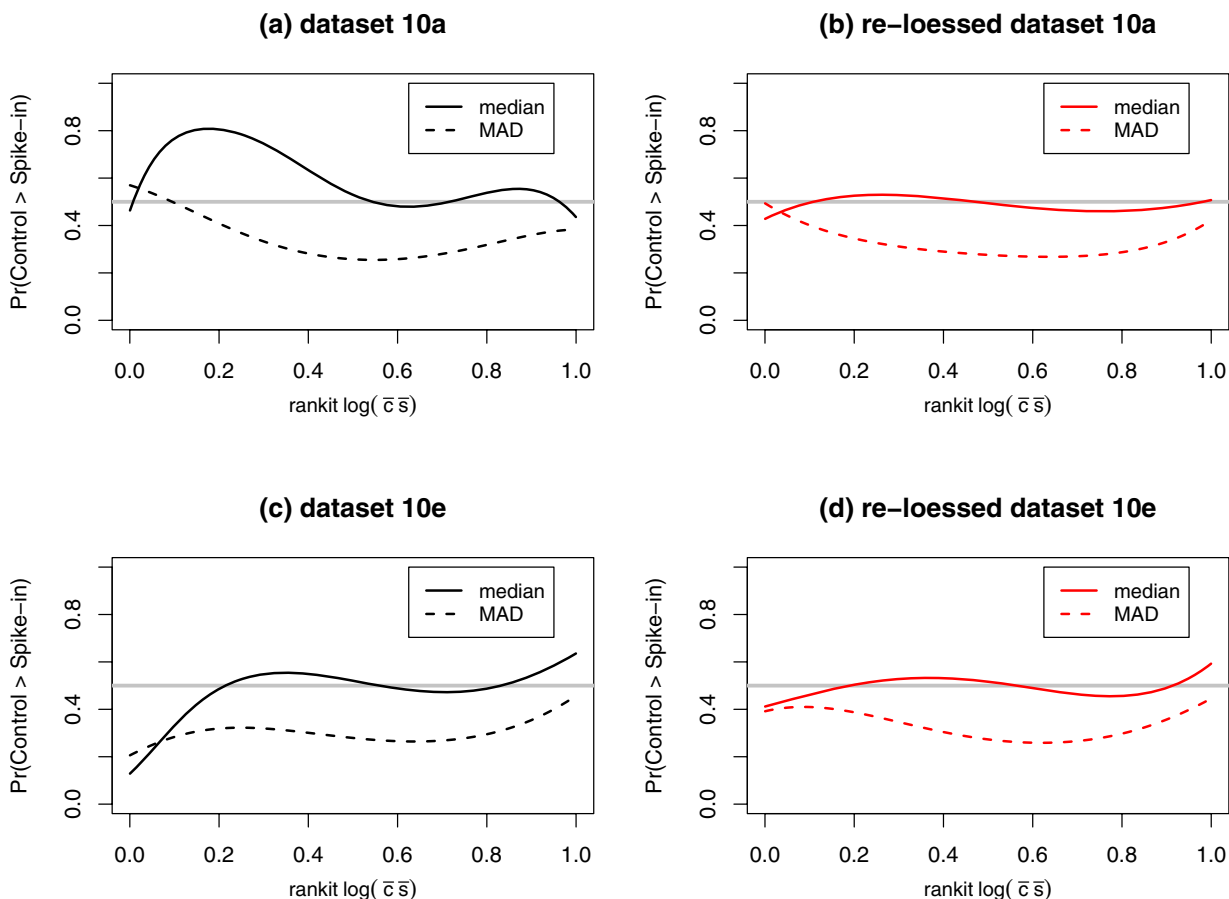 (a) dataset 10a
Pr(Control > Spike−in)
0.0 0.4 0.8
median
MAD
0.0 0.2 0.4 0.6 0.8 1.0
rankit log( c̅ s̅)
(b) re−loessed dataset 10a
Pr(Control > Spike−in)
0.0 0.4 0.8
median
MAD
0.0 0.2 0.4 0.6 0.8 1.0
rankit log( c̅ s̅)
(c) dataset 10e
Pr(Control > Spike−in)
0.0 0.4 0.8
median
MAD
0.0 0.2 0.4 0.6 0.8 1.0
rankit log( c̅ s̅)
(d) re−loessed dataset 10e
Pr(Control > Spike−in)
0.0 0.4 0.8
median
MAD
0.0 0.2 0.4 0.6 0.8 1.0
rankit log( c̅ s̅)